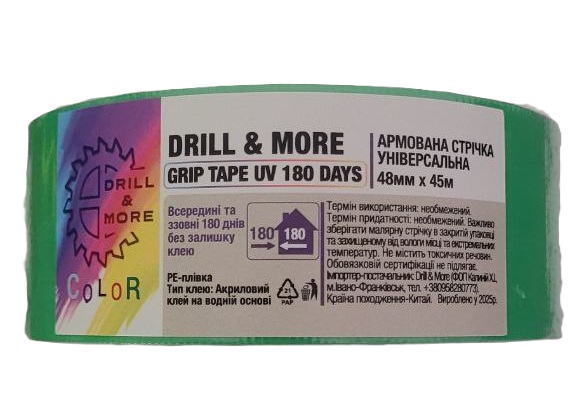 DRILL
& MORE
COLOR
DRILL & MORE
GRIP TAPE UV 180 DAYS
АРМОВАНА СТРІЧКА
УНІВЕРСАЛЬНА
48мм x 45м
Всередині та
ззовні 180 днів
без залишку
клею
180
180
PE-плівка
Тип клею: Акриловий
клей на водній основі
21
PAP
Термін використання: необмежений.
Термін придатності: необмежений. Важливо
зберігати малярну стрічку в закритій упаковці
та захищеному від вологи місці та екстремальних
температур. Не містить токсичних речовин.
Обовязковій сертифікації не підлягає.
Імпортер-постачальник: Drill & More (ФОП Калиній Х.І.,
м.Івано-Франківськ, тел. +380958280773).
Країна походження-Китай. Вироблено у 2025р.